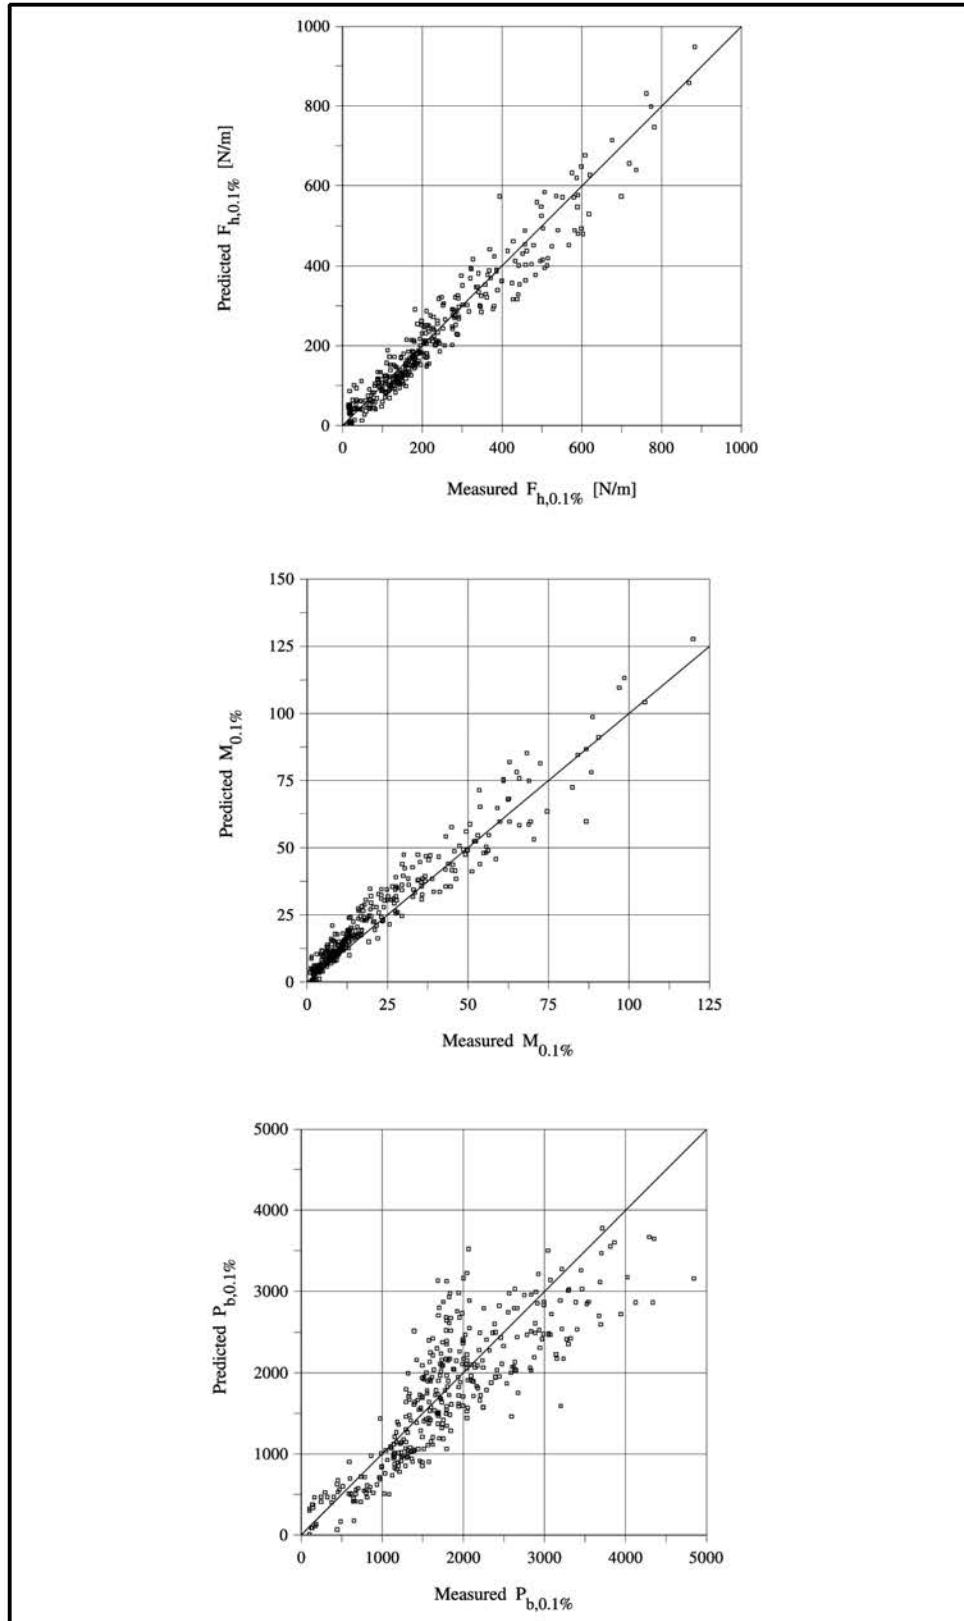 1000
800
600
400
200
0
Predicted F_h,0.1% [N/m]
0 200 400 600 800 1000
Measured F_h,0.1% [N/m]
150
125
100
75
50
25
0
Predicted M_0.1%
0 25 50 75 100 125
Measured M_0.1%
5000
4000
3000
2000
1000
0
Predicted P_b,0.1%
0 1000 2000 3000 4000 5000
Measured P_b,0.1%